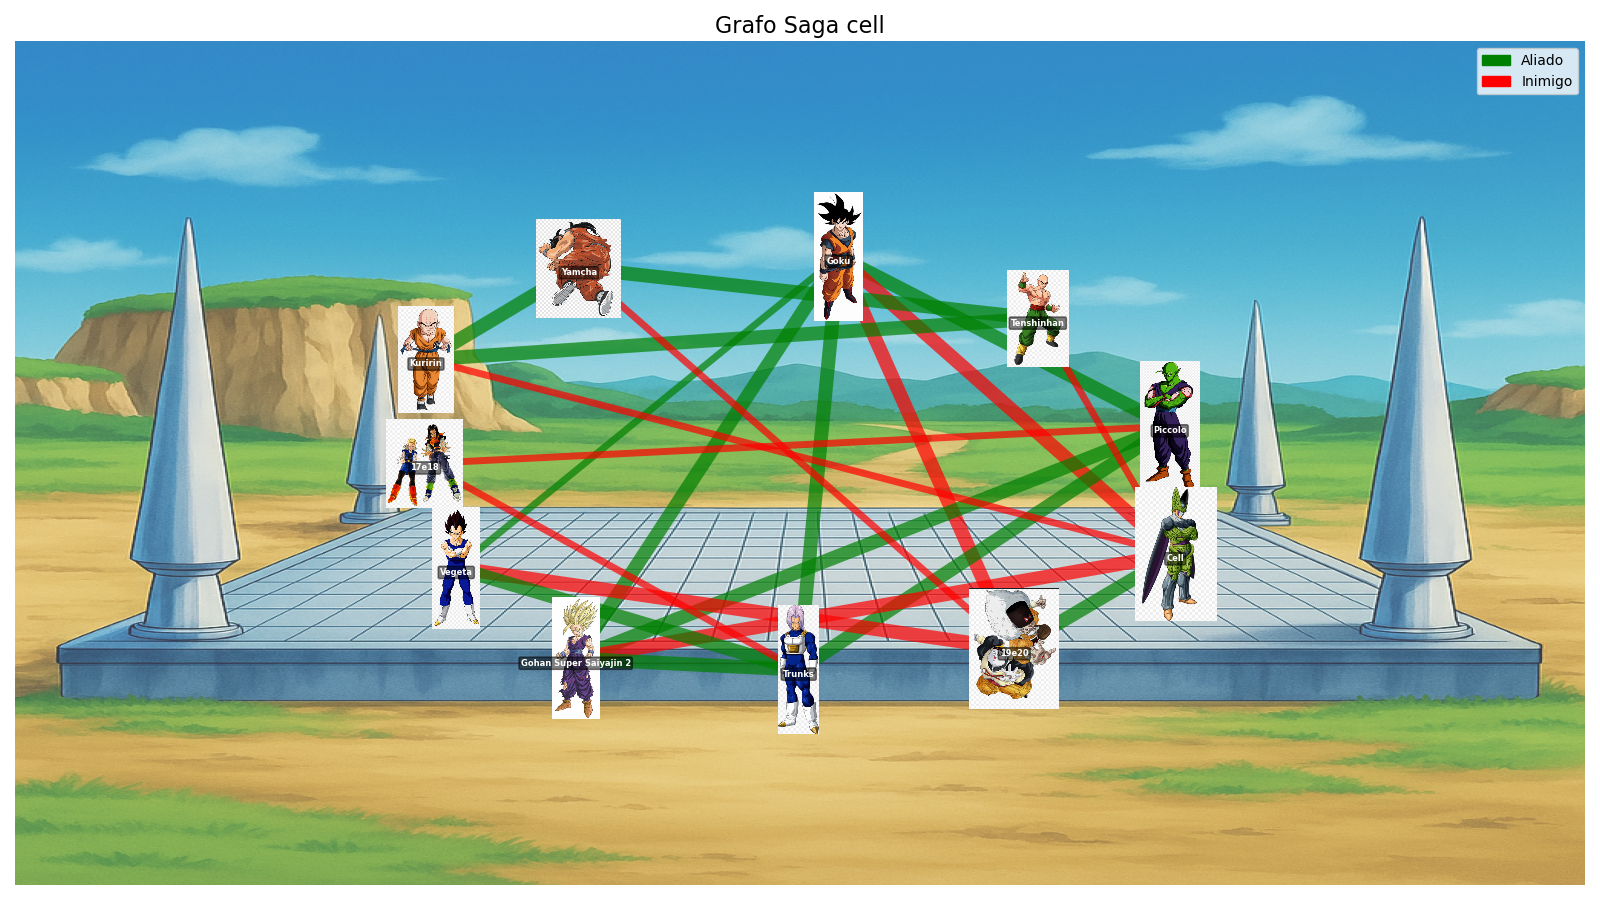 Grafo Saga cell
Aliado
Inimigo
Goku
Yamcha
Tenshinhan
Kuririn
Piccolo
17e18
Cell
Vegeta
19e20
Gohan Super Saiyajin 2
Trunks